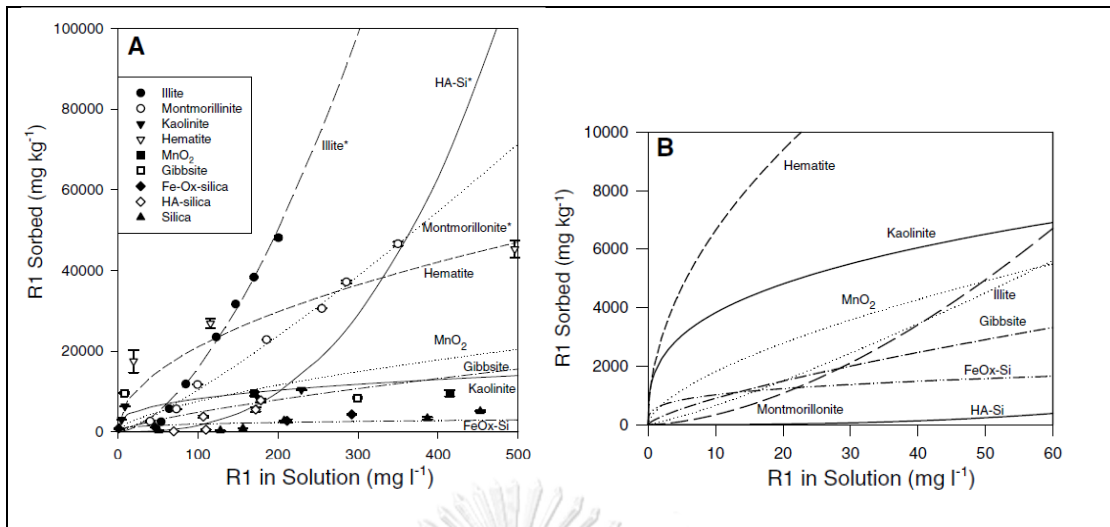 A
100000
80000
60000
40000
20000
0
R1 Sorbed (mg kg-1)
Illite
Montmorillinite
Kaolinite
Hematite
MnO2
Gibbsite
Fe-Ox-silica
HA-silica
Silica
HA-Si*
Illite*
Montmorillonite*
Hematite
MnO2
Gibbsite
Kaolinite
FeOx-Si
0 100 200 300 400 500
R1 in Solution (mg l-1)
B
10000
8000
6000
4000
2000
0
R1 Sorbed (mg kg-1)
Hematite
Kaolinite
MnO2
Illite
Gibbsite
FeOx-Si
Montmorillonite
HA-Si
0 10 20 30 40 50 60
R1 in Solution (mg l-1)